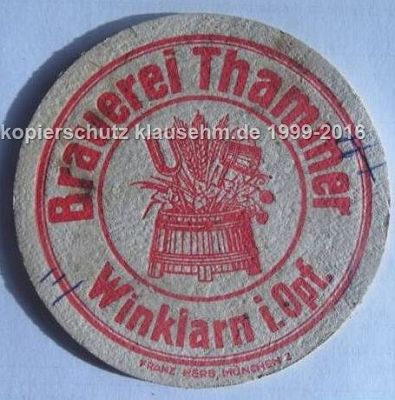 Brauerei Thammer
kopierschutz klausehm.de 1999-2016
Winklarn i. Opf.
FRANZ HERB, MÜNCHEN 2